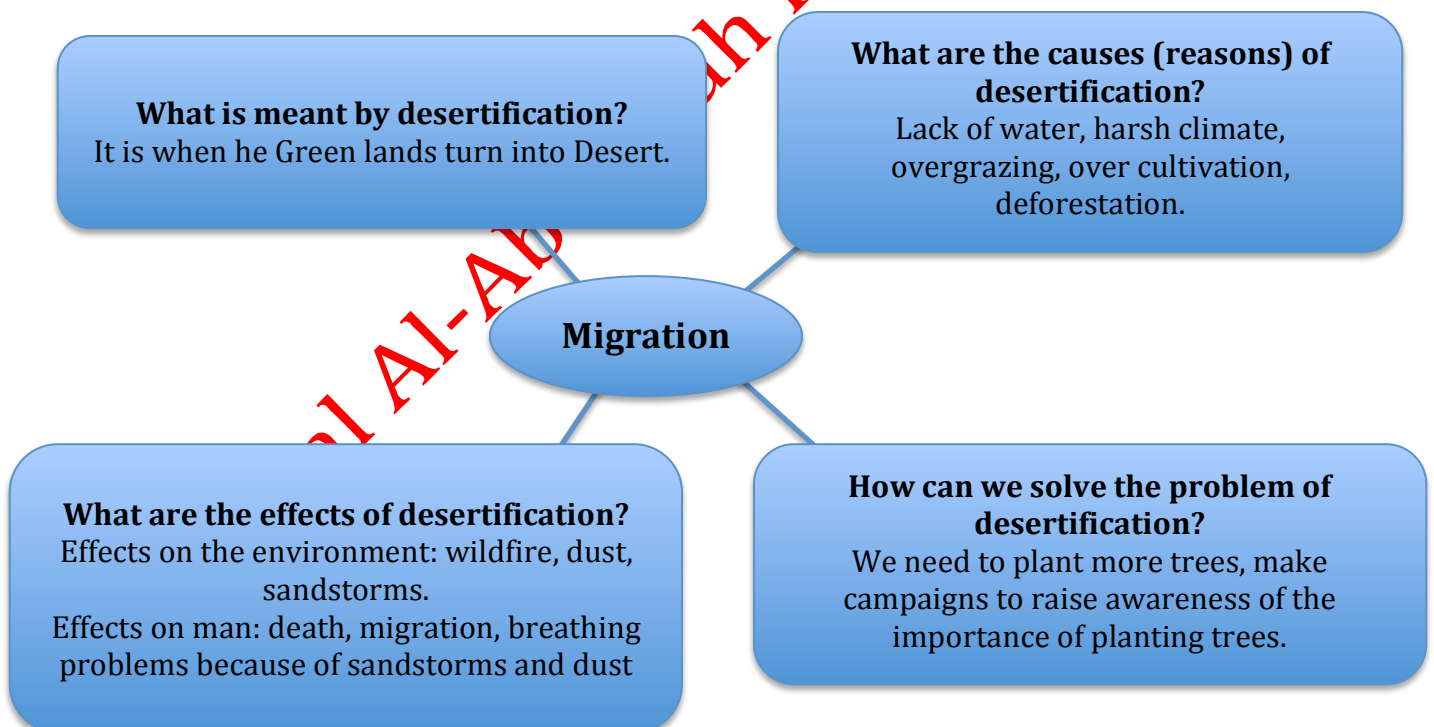 What is meant by desertification?
It is when he Green lands turn into Desert.
What are the causes (reasons) of
desertification?
Lack of water, harsh climate,
overgrazing, over cultivation,
deforestation.
Migration
What are the effects of desertification?
Effects on the environment: wildfire, dust,
sandstorms.
Effects on man: death, migration, breathing
problems because of sandstorms and dust
How can we solve the problem of
desertification?
We need to plant more trees, make
campaigns to raise awareness of the
importance of planting trees.